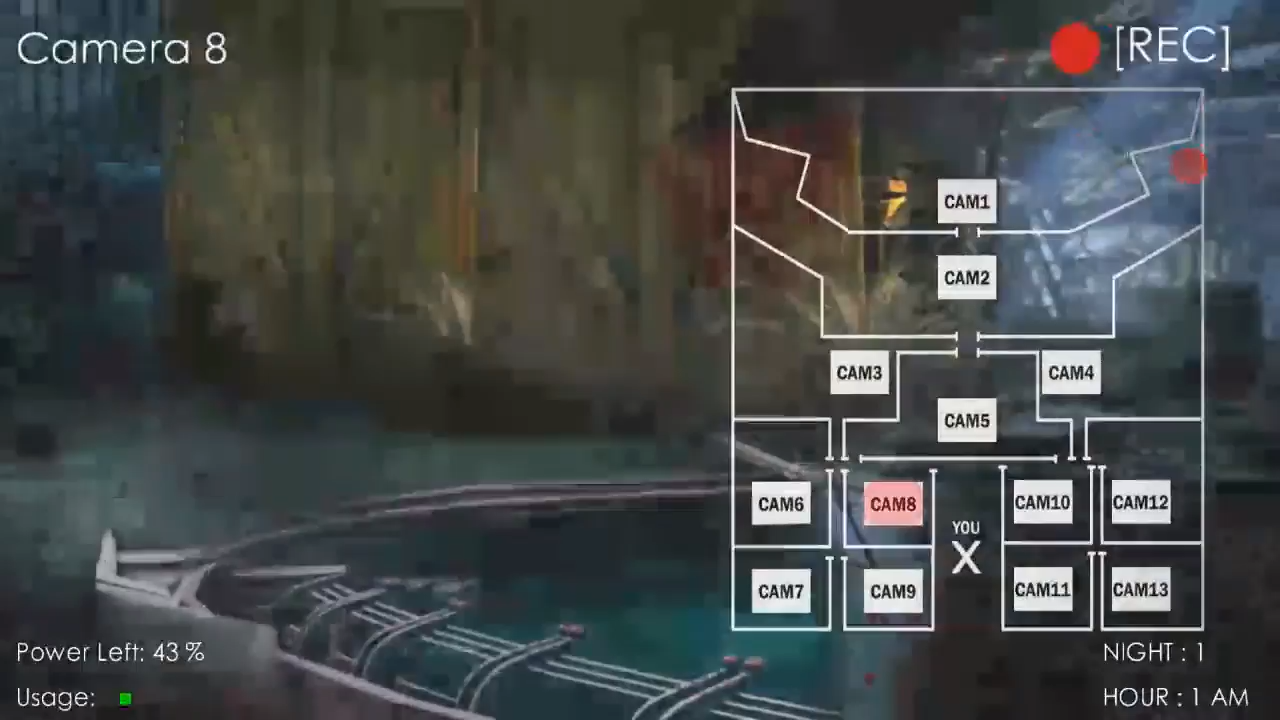 Camera 8
[REC]
CAM1
CAM2
CAM3
CAM4
CAM5
CAM6
CAM8
CAM10
CAM12
YOU
X
CAM7
CAM9
CAM11
CAM13
Power Left: 43 %
NIGHT : 1
Usage:
HOUR : 1 AM